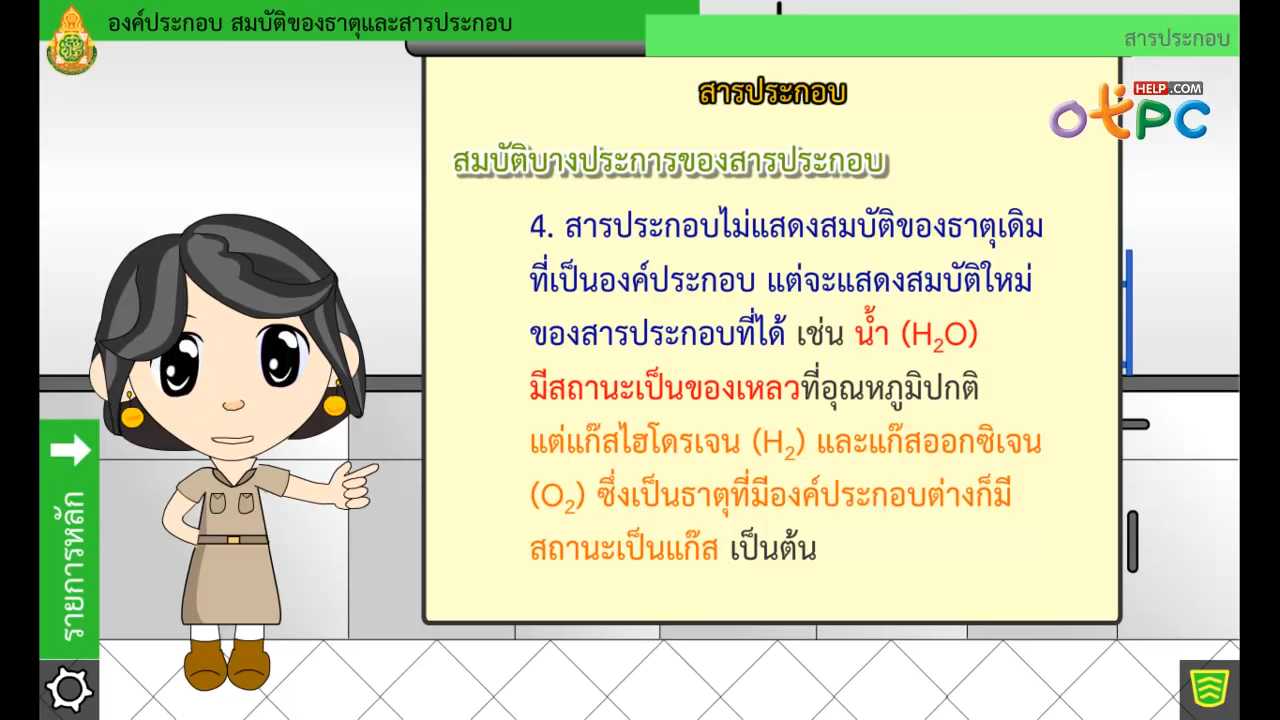 องค์ประกอบ สมบัติของธาตุและสารประกอบ
สารประกอบ
สารประกอบ
HELP.COM
OTPC
สมบัติบางประการของสารประกอบ
4. สารประกอบไม่แสดงสมบัติของธาตุเดิม
ที่เป็นองค์ประกอบ แต่จะแสดงสมบัติใหม่
ของสารประกอบที่ได้ เช่น น้ำ (H₂O)
มีสถานะเป็นของเหลวที่อุณหภูมิปกติ
แต่แก๊สไฮโดรเจน (H₂) และแก๊สออกซิเจน
(O₂) ซึ่งเป็นธาตุที่มีองค์ประกอบต่างก็มี
สถานะเป็นแก๊ส เป็นต้น
รายการหลัก